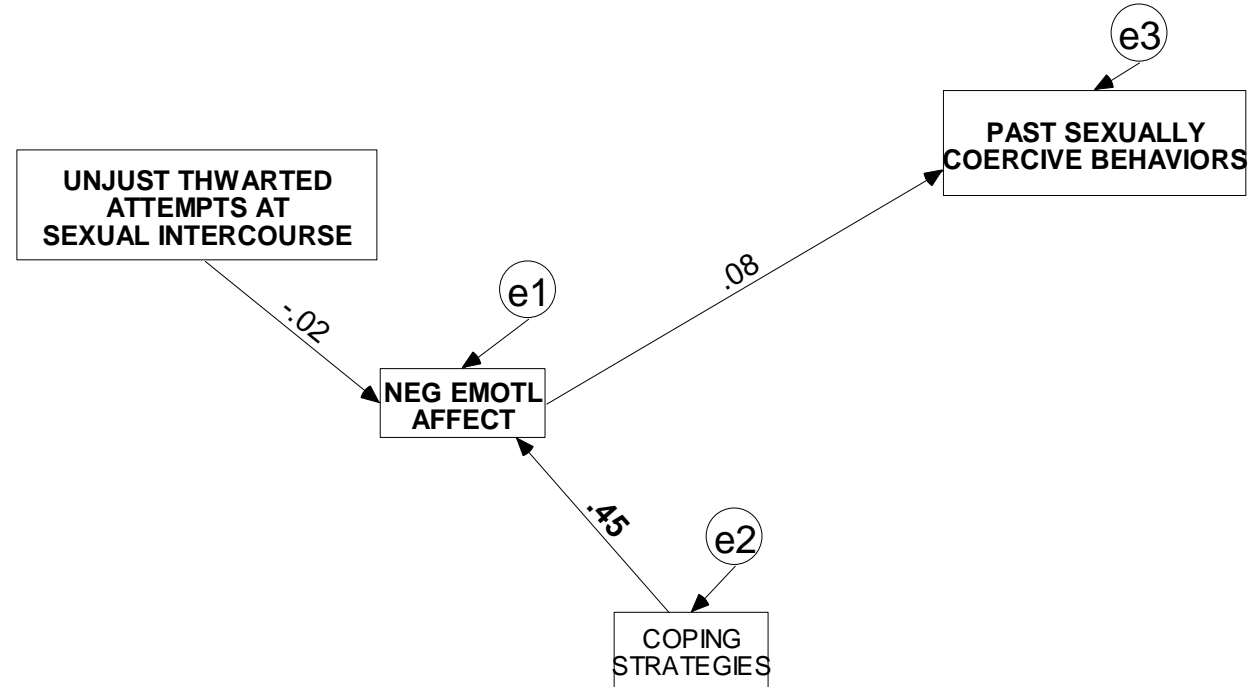 e3
PAST SEXUALLY
COERCIVE BEHAVIORS
UNJUST THWARTED
ATTEMPTS AT
SEXUAL INTERCOURSE
.08
e1
-.02
NEG EMOTL
AFFECT
.45
e2
COPING
STRATEGIES